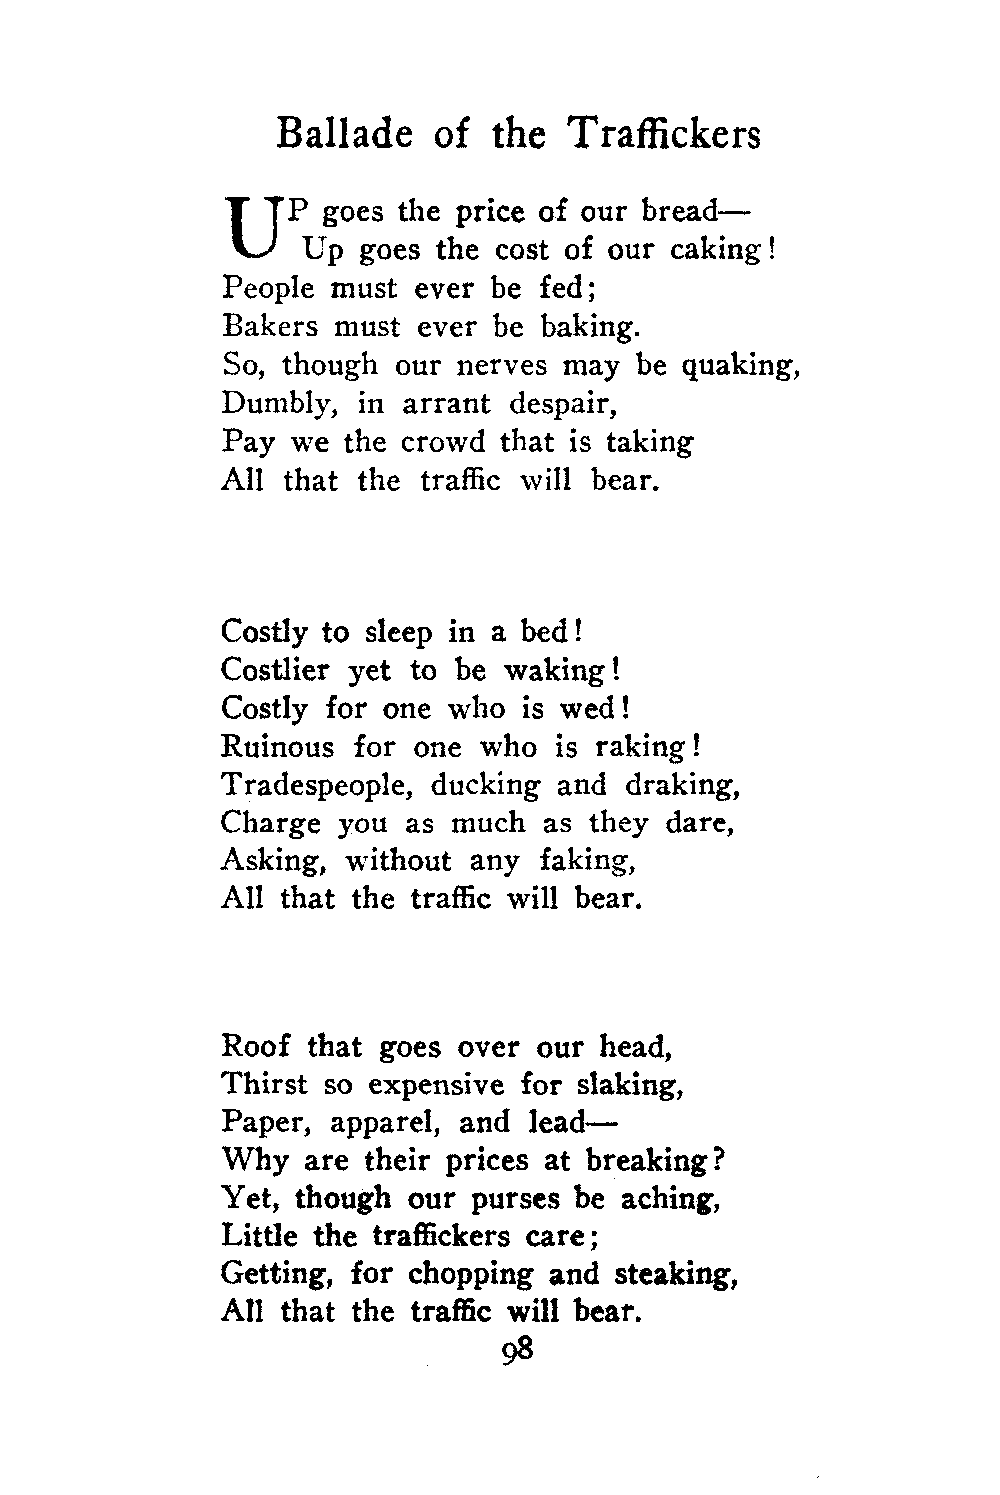 Ballade of the Traffickers
UP goes the price of our bread—
Up goes the cost of our caking!
People must ever be fed;
Bakers must ever be baking.
So, though our nerves may be quaking,
Dumbly, in arrant despair,
Pay we the crowd that is taking
All that the traffic will bear.
Costly to sleep in a bed!
Costlier yet to be waking!
Costly for one who is wed!
Ruinous for one who is raking!
Tradespeople, ducking and draking,
Charge you as much as they dare,
Asking, without any faking,
All that the traffic will bear.
Roof that goes over our head,
Thirst so expensive for slaking,
Paper, apparel, and lead—
Why are their prices at breaking?
Yet, though our purses be aching,
Little the traffickers care;
Getting, for chopping and steaking,
All that the traffic will bear.
98